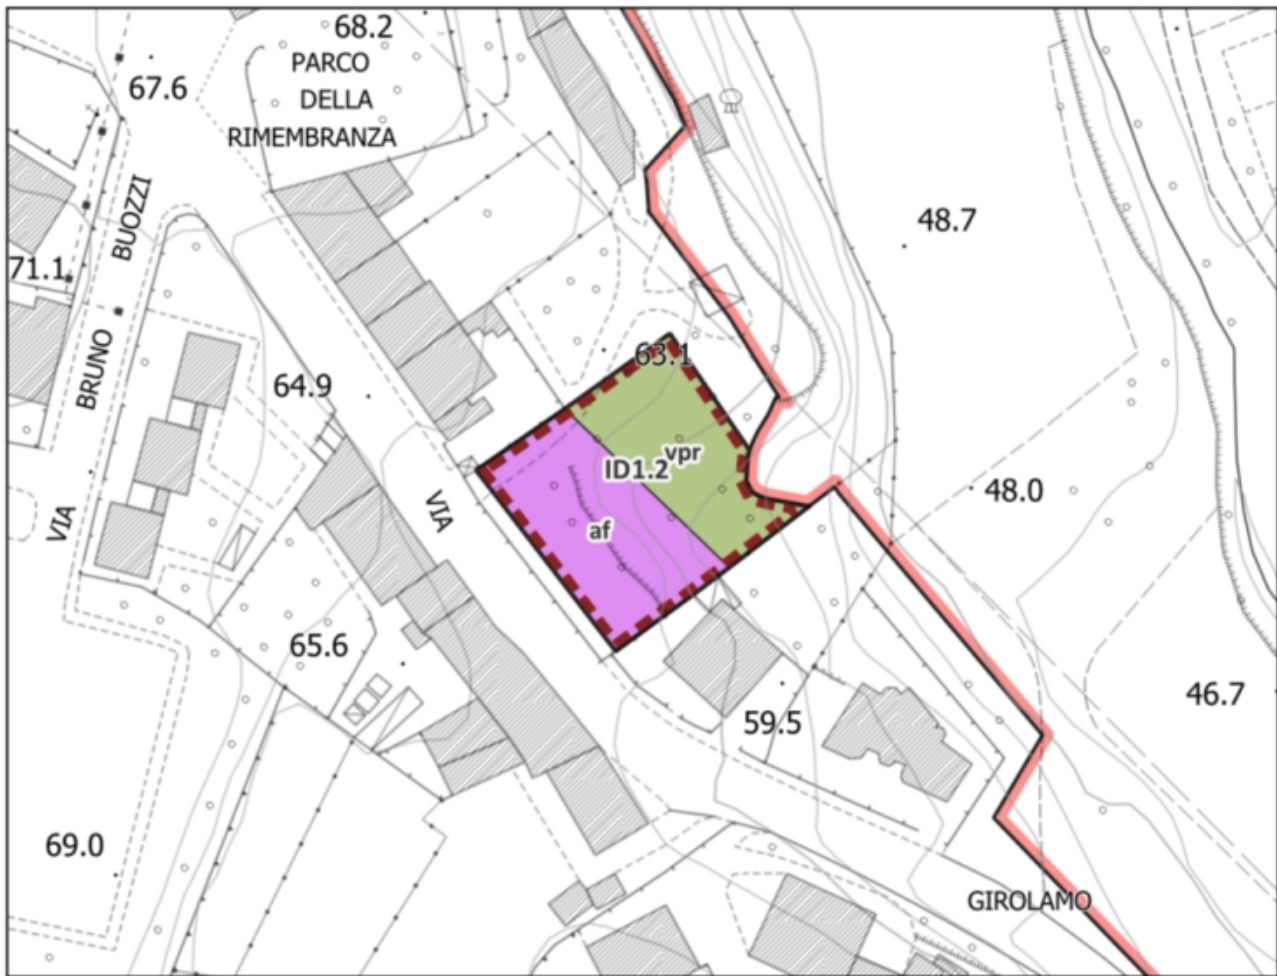 68.2
PARCO
DELLA
RIMEMBRANZA
67.6
BUOZZI
48.7
71.1
BRUNO
64.9
63.1
vpr
ID1.2
48.0
VIA
VIA
af
65.6
46.7
59.5
69.0
GIROLAMO